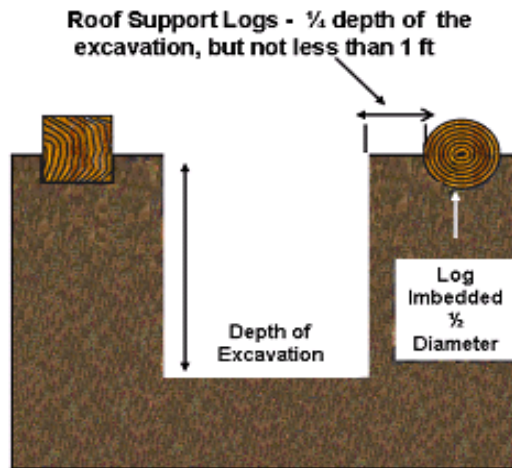 Roof Support Logs - ¼ depth of the
excavation, but not less than 1 ft
Depth of
Excavation
Log
Imbedded
½
Diameter